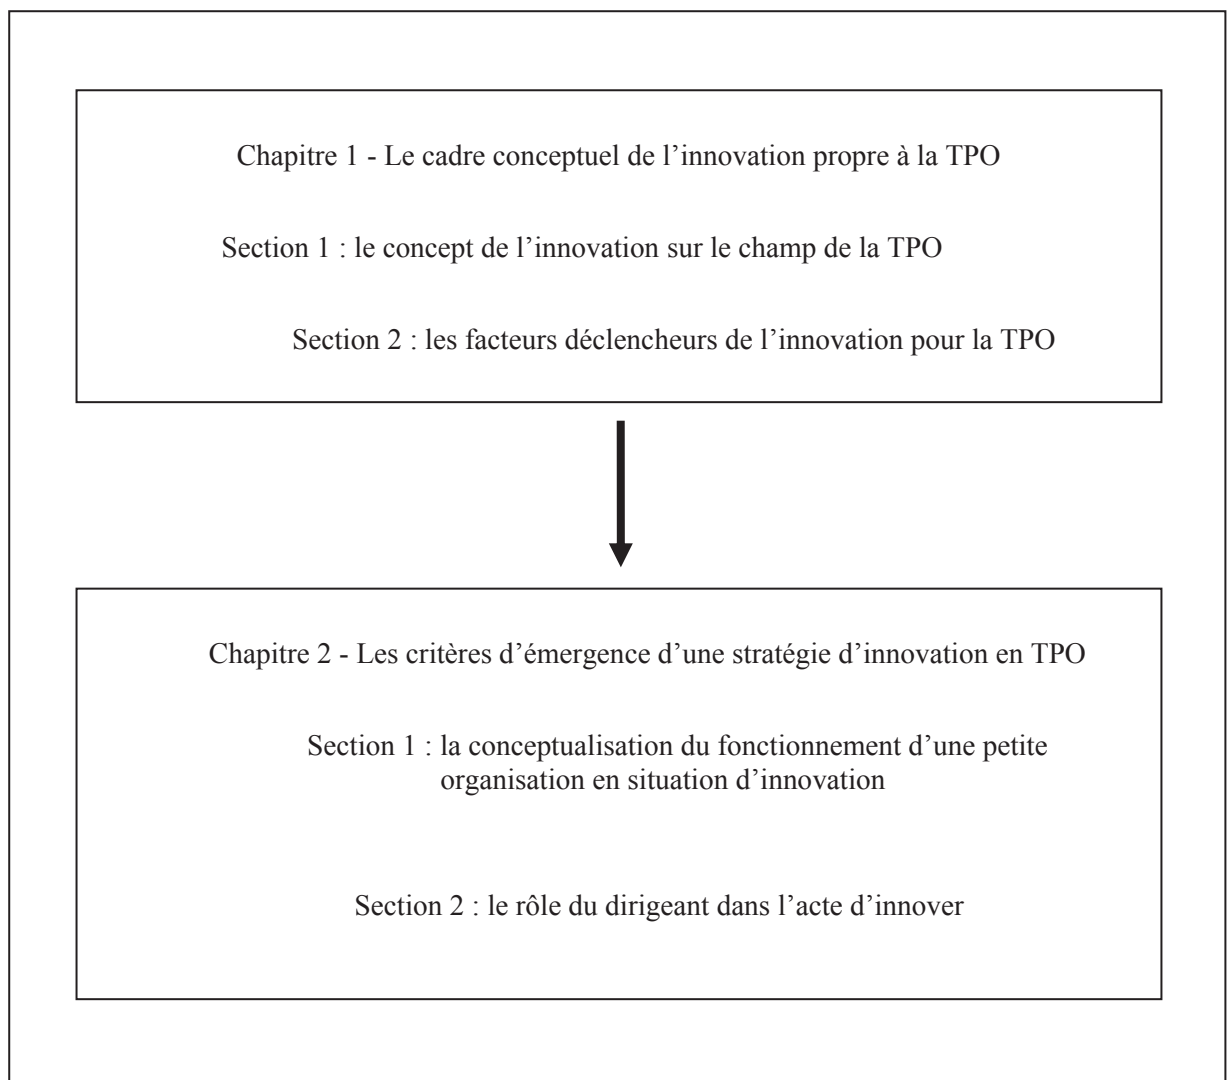 Chapitre 1 - Le cadre conceptuel de l’innovation propre à la TPO
Section 1 : le concept de l’innovation sur le champ de la TPO
Section 2 : les facteurs déclencheurs de l’innovation pour la TPO
Chapitre 2 - Les critères d’émergence d’une stratégie d’innovation en TPO
Section 1 : la conceptualisation du fonctionnement d’une petite
organisation en situation d’innovation
Section 2 : le rôle du dirigeant dans l’acte d’innover